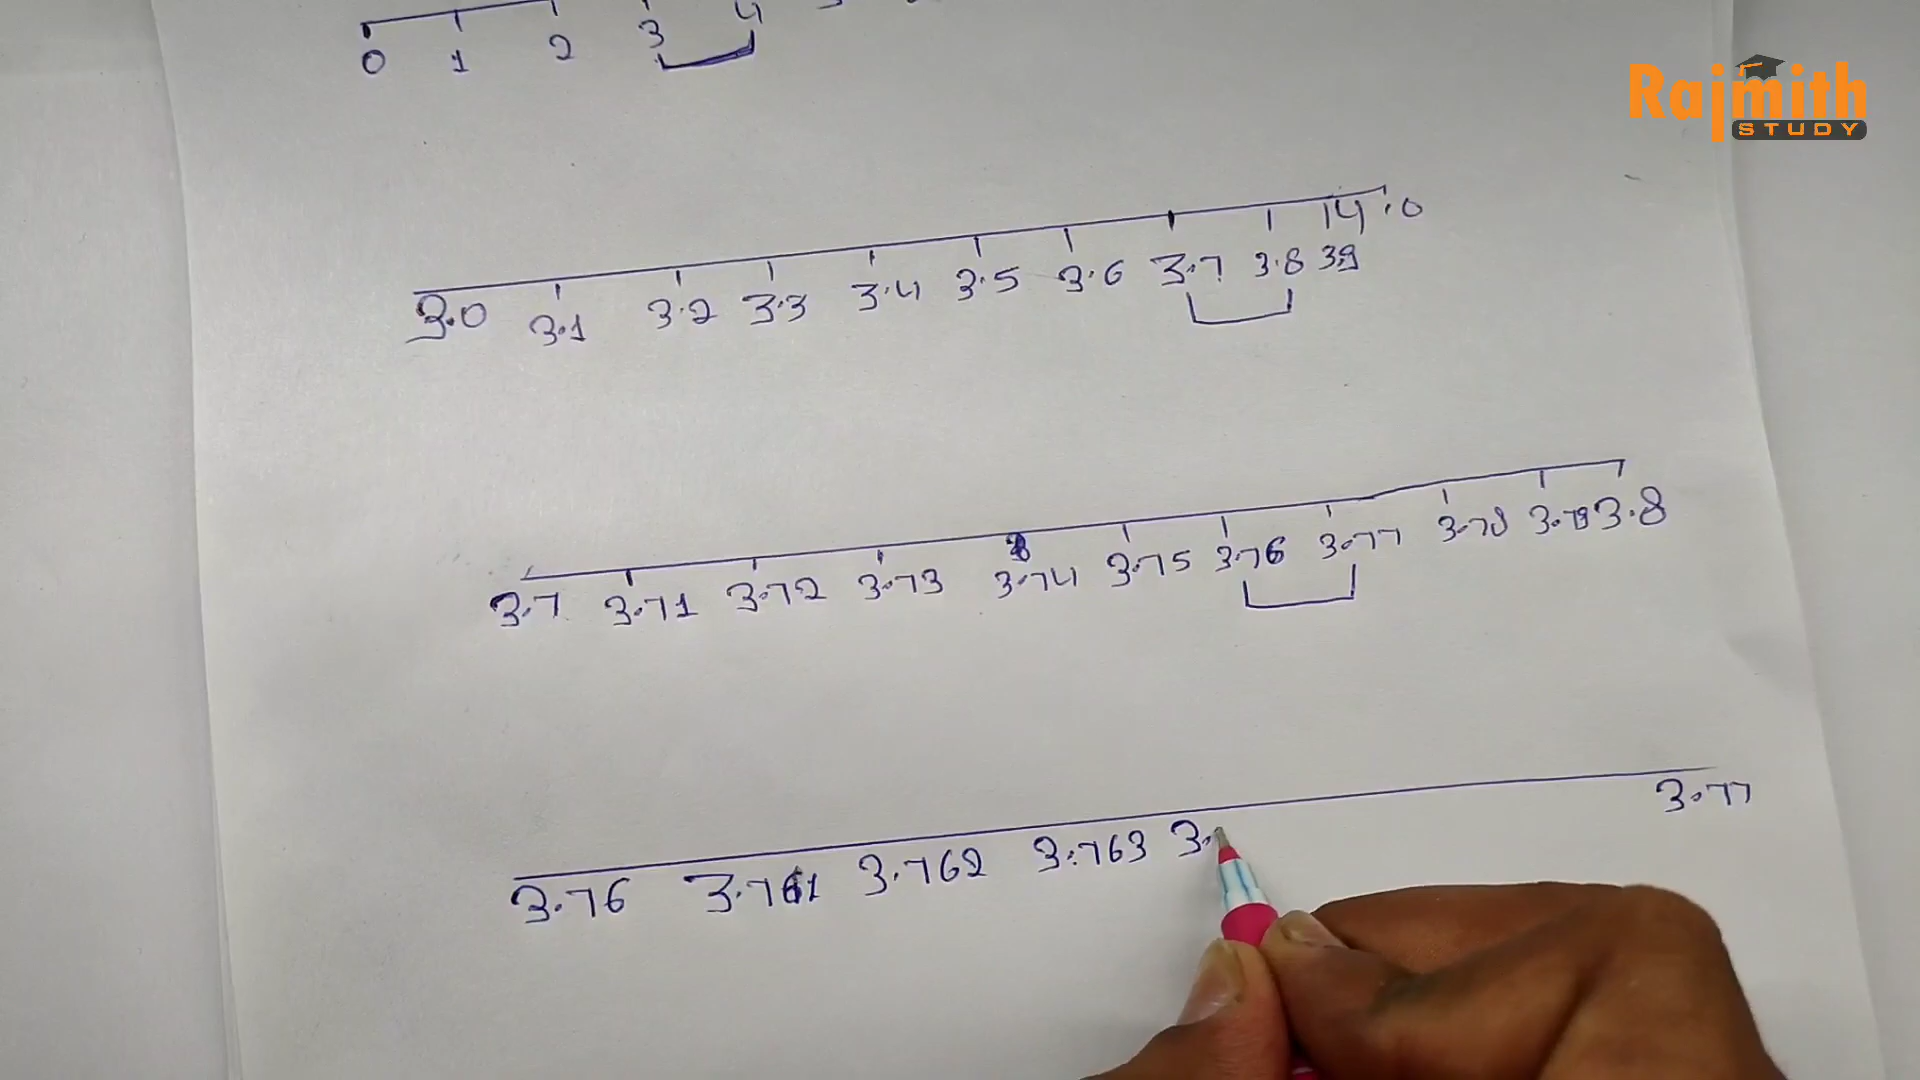 0 1 2 3 4
Rajmith
STUDY
3.0 3.1 3.2 3.3 3.4 3.5 3.6 3.7 3.8 3.9 4.0
3.7 3.71 3.72 3.73 3.74 3.75 3.76 3.77 3.78 3.79 3.8
3.76 3.761 3.762 3.763 3. 3.77